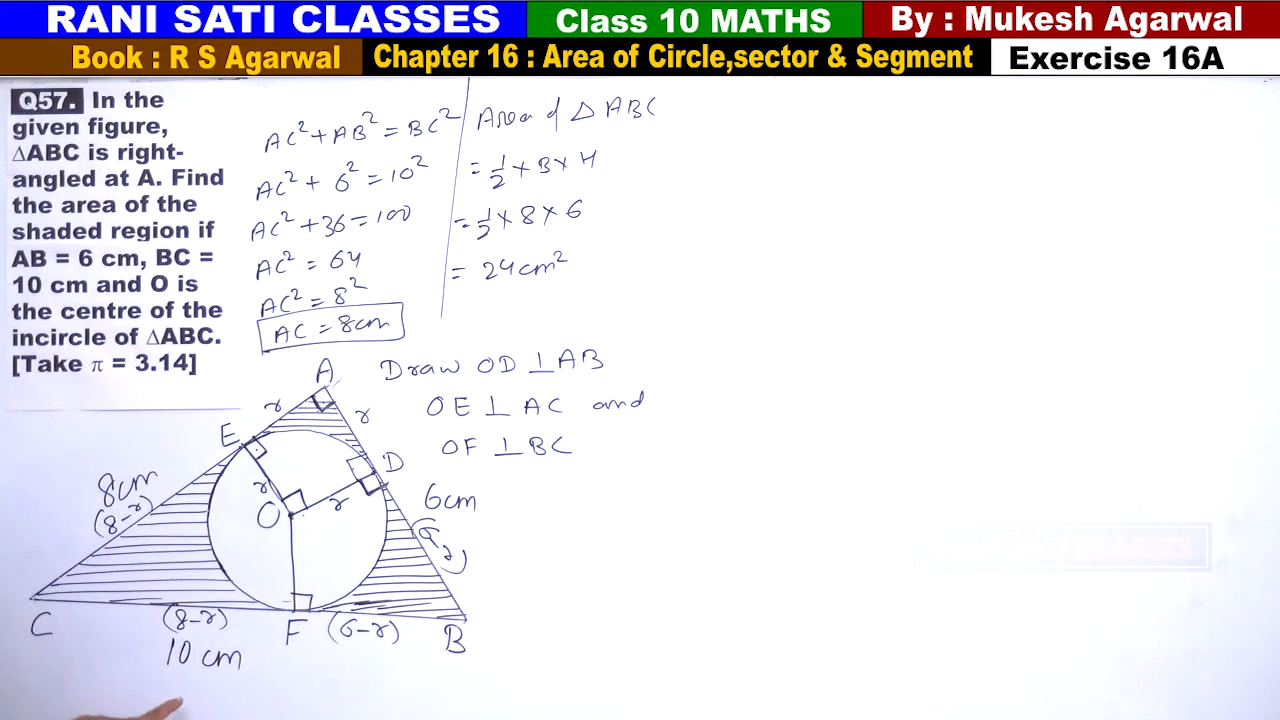 RANI SATI CLASSES
Class 10 MATHS
By : Mukesh Agarwal
Book : R S Agarwal
Chapter 16 : Area of Circle,sector & Segment
Exercise 16A
Q57. In the
given figure,
∆ABC is right-
angled at A. Find
the area of the
shaded region if
AB = 6 cm, BC =
10 cm and O is
the centre of the
incircle of ∆ABC.
[Take π = 3.14]
AC² + AB² = BC²
AC² + 6² = 10²
AC² + 36 = 100
AC² = 64
AC² = 8²
AC = 8cm
Area of ∆ ABC
= 1/2 × B × H
= 1/2 × 8 × 6
= 24 cm²
Draw OD ⊥ AB
OE ⊥ AC and
OF ⊥ BC
A
r
r
E
D
8cm
(8-r)
r
r
O
6cm
C
(8-r)
F
(6-r)
B
10 cm